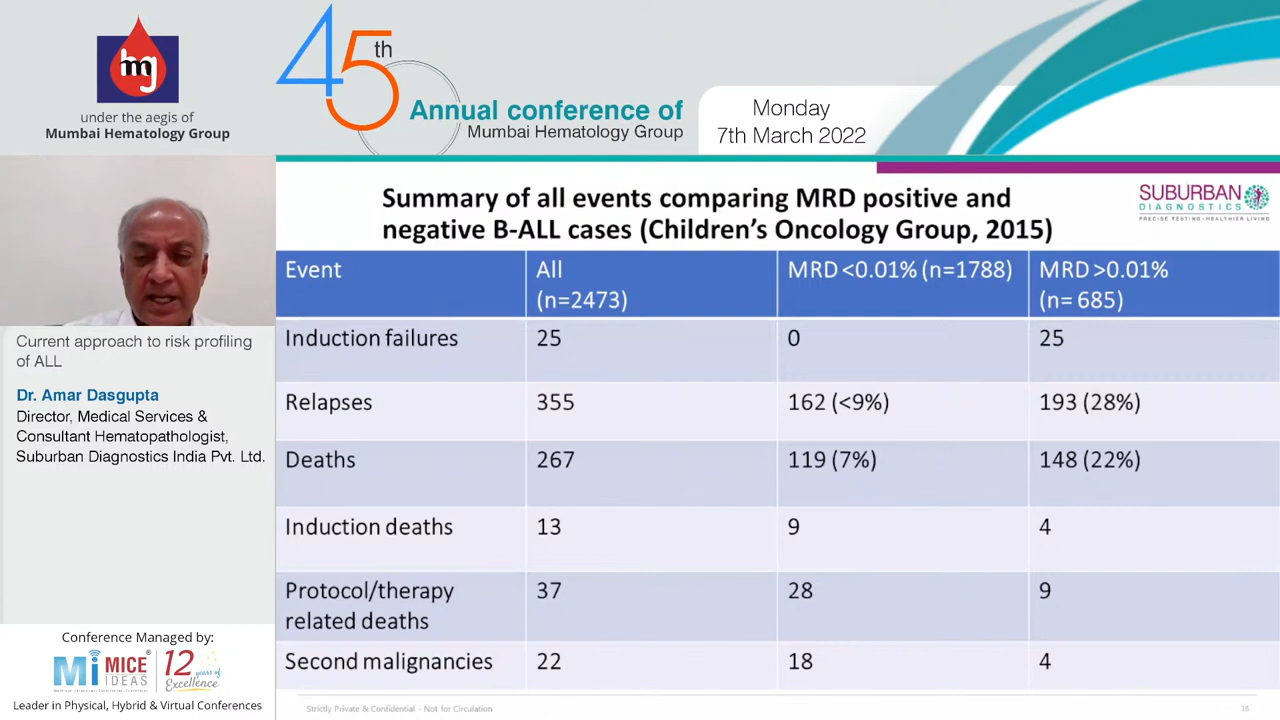 hmg
under the aegis of
Mumbai Hematology Group
45th
Annual conference of
Mumbai Hematology Group
Monday
7th March 2022
Summary of all events comparing MRD positive and
negative B-ALL cases (Children's Oncology Group, 2015)
SUBURBAN
DIAGNOSTICS
PRECISE TESTING • HEALTHIER LIVING
Event All MRD <0.01% (n=1788) MRD >0.01%
(n=2473) (n= 685)
Induction failures 25 0 25
Relapses 355 162 (<9%) 193 (28%)
Deaths 267 119 (7%) 148 (22%)
Induction deaths 13 9 4
Protocol/therapy 37 28 9
related deaths
Second malignancies 22 18 4
Current approach to risk profiling
of ALL
Dr. Amar Dasgupta
Director, Medical Services &
Consultant Hematopathologist,
Suburban Diagnostics India Pvt. Ltd.
Conference Managed by:
Mi MICE
IDEAS
12 years of
Excellence
Leader in Physical, Hybrid & Virtual Conferences
Strictly Private & Confidential - Not for Circulation
18